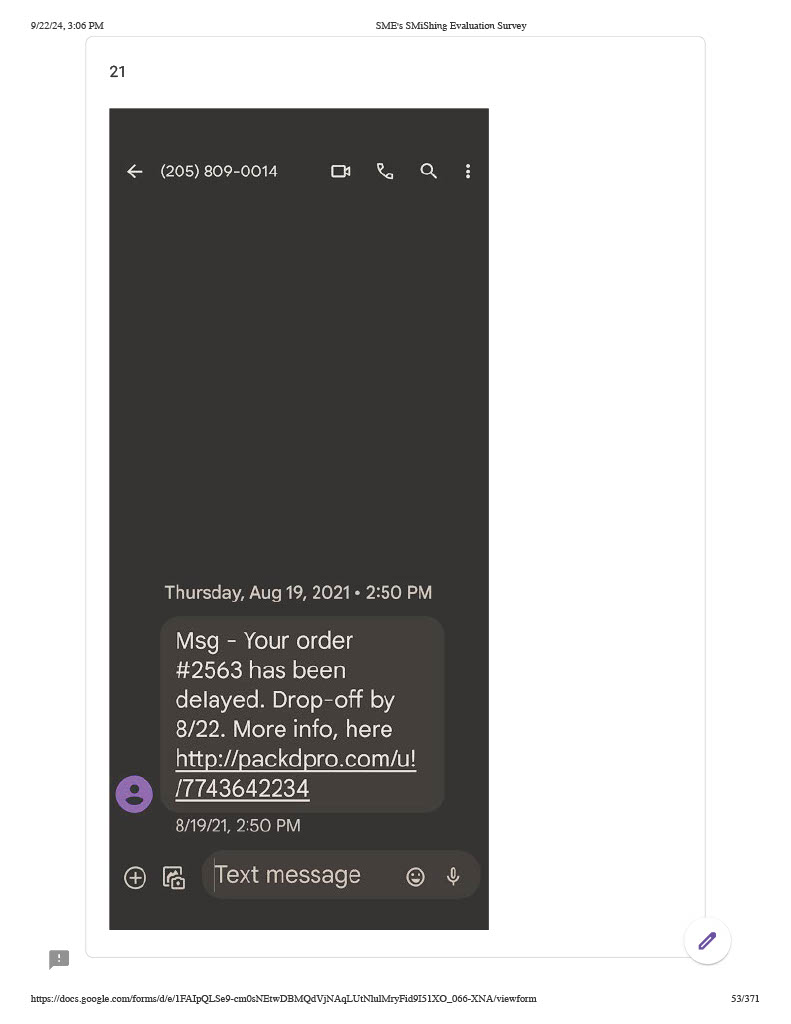 9/22/24, 3:06 PM
SME's SMiShing Evaluation Survey
21
(205) 809-0014
Thursday, Aug 19, 2021 • 2:50 PM
Msg - Your order
#2563 has been
delayed. Drop-off by
8/22. More info, here
http://packdpro.com/u!
/7743642234
8/19/21, 2:50 PM
Text message
https://docs.google.com/forms/d/e/1FAIpQLSe9-cm0sNEtwDBMQdVjNAqLUtNlulMryFid9I51XO_066-XNA/viewform
53/371